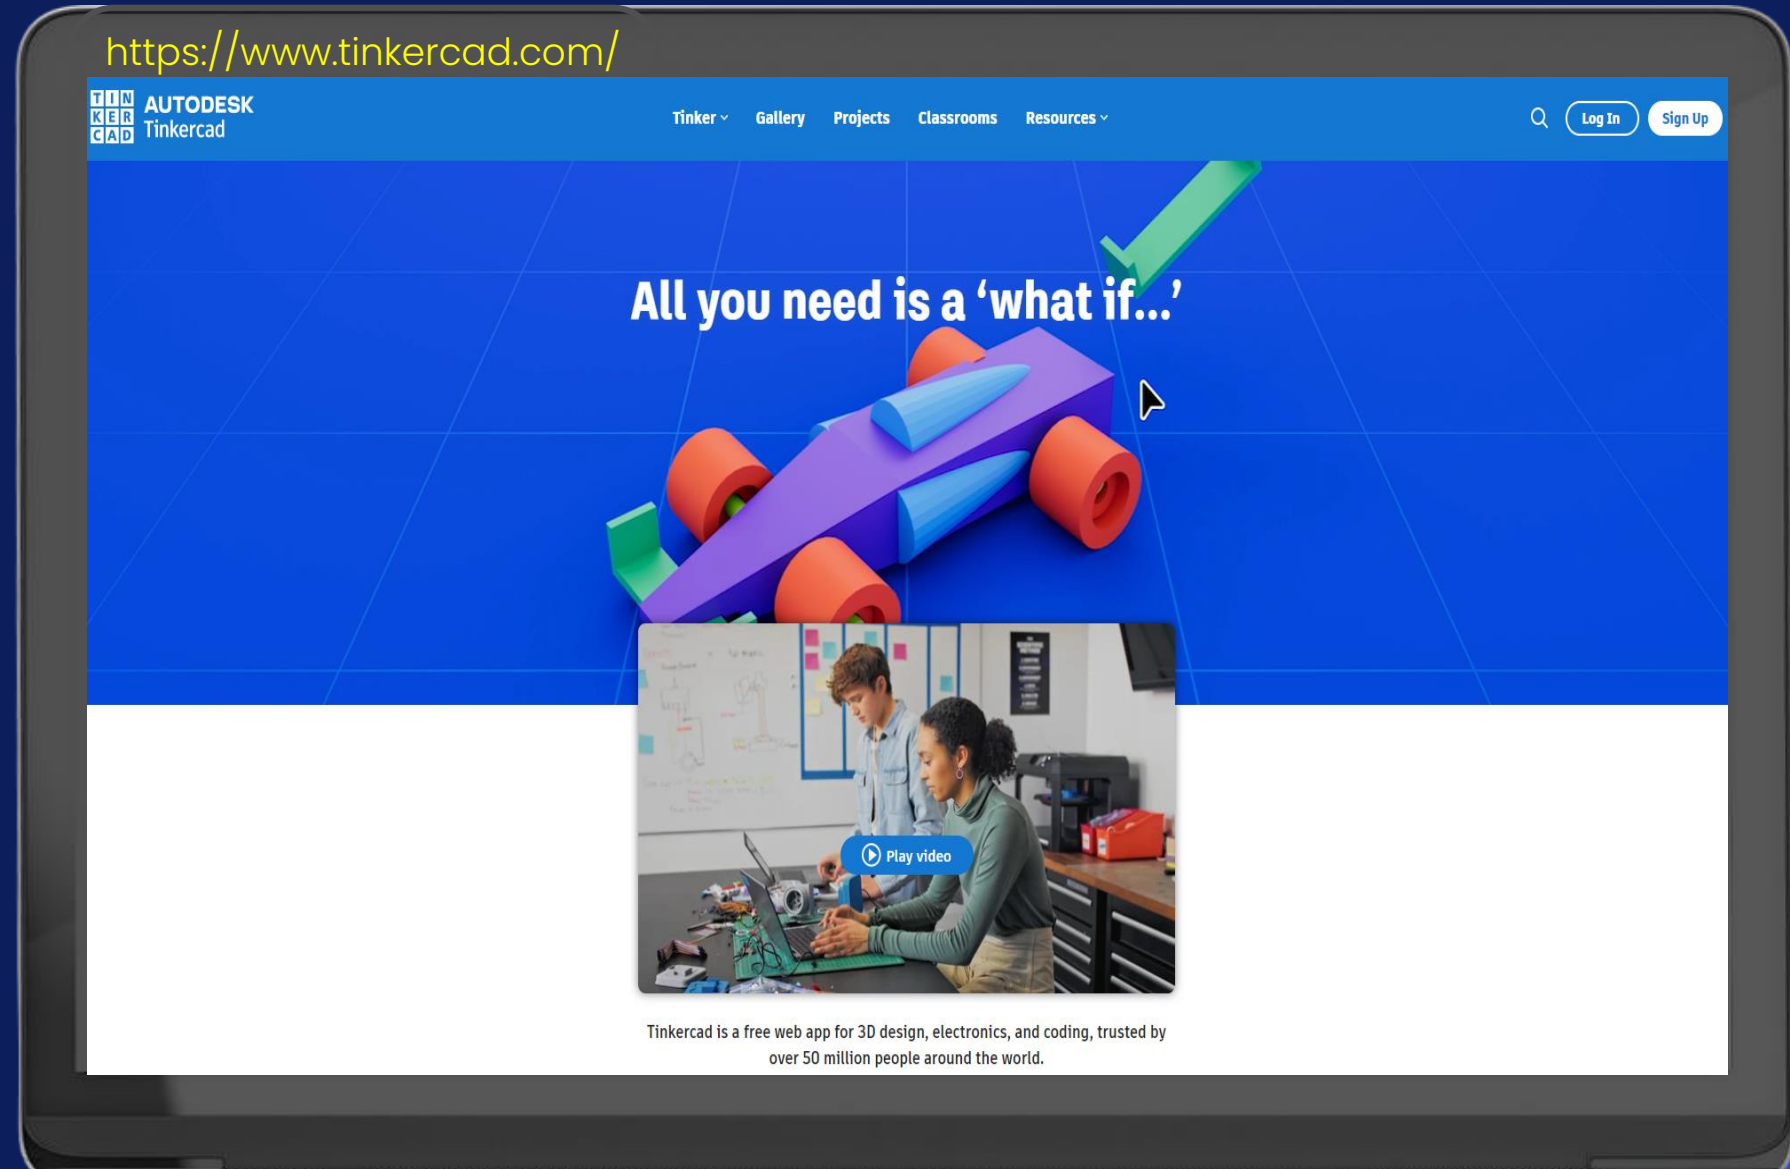 https://www.tinkercad.com/
TIN
KER
CAD
AUTODESK
Tinkercad
Tinker
Gallery
Projects
Classrooms
Resources
Log In
Sign Up
All you need is a ‘what if...’
Play video
Tinkercad is a free web app for 3D design, electronics, and coding, trusted by
over 50 million people around the world.